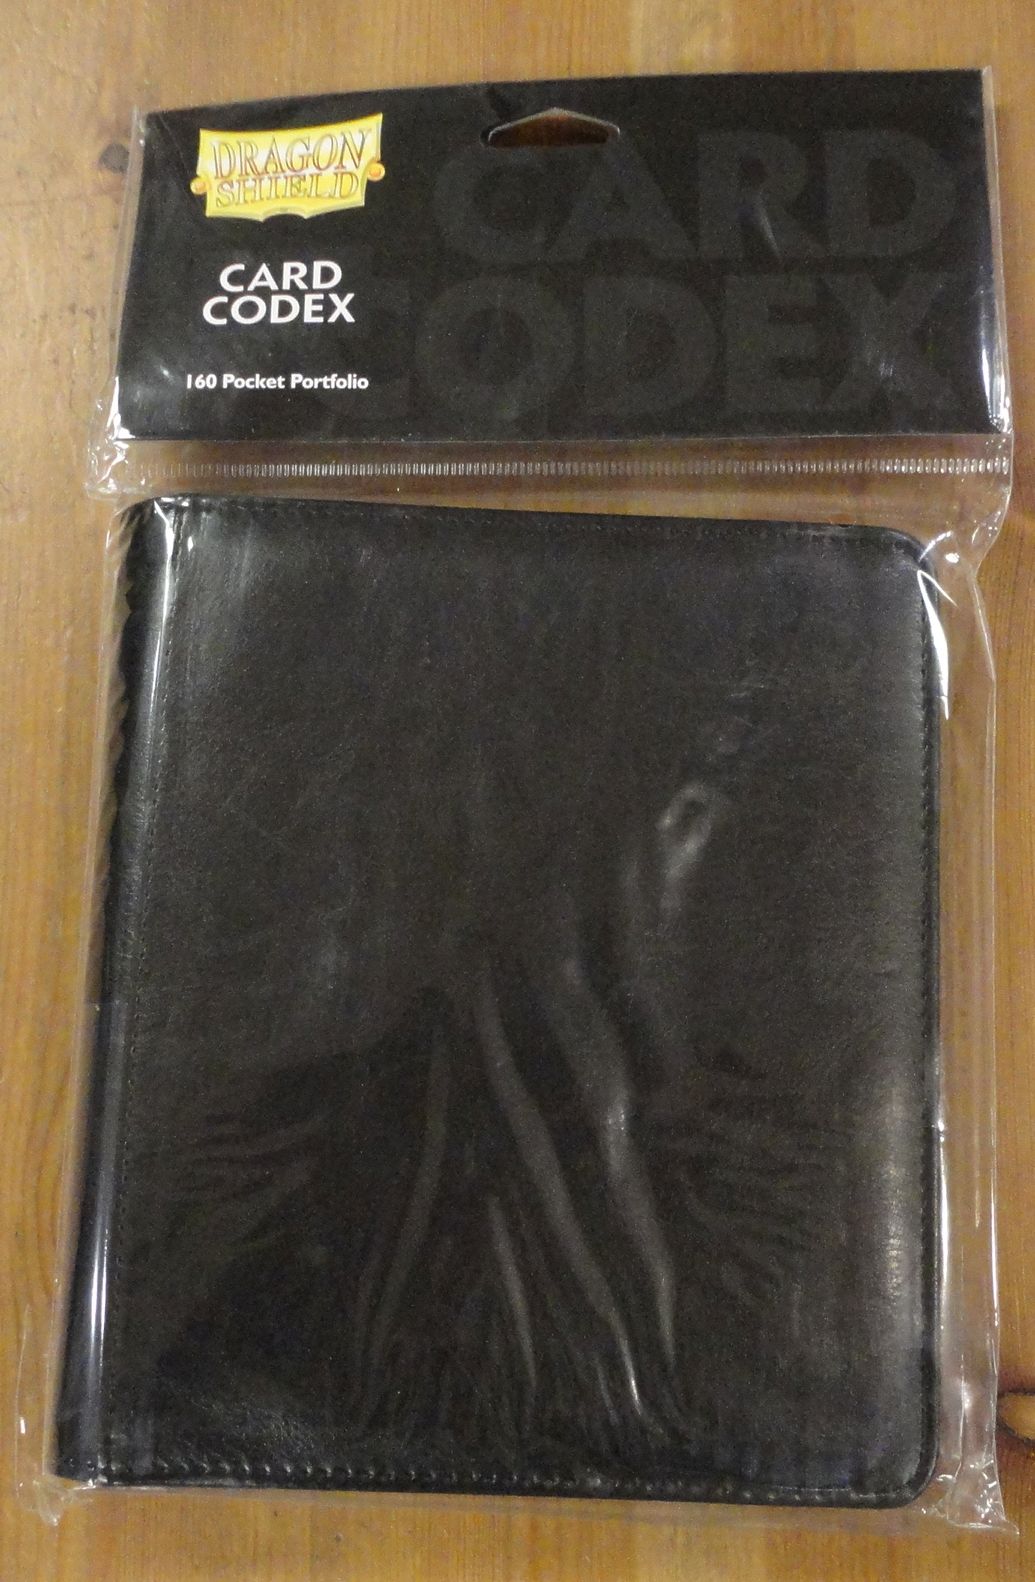 DRAGON
SHIELD
CARD
CODEX
160 Pocket Portfolio
CARD
CODEX